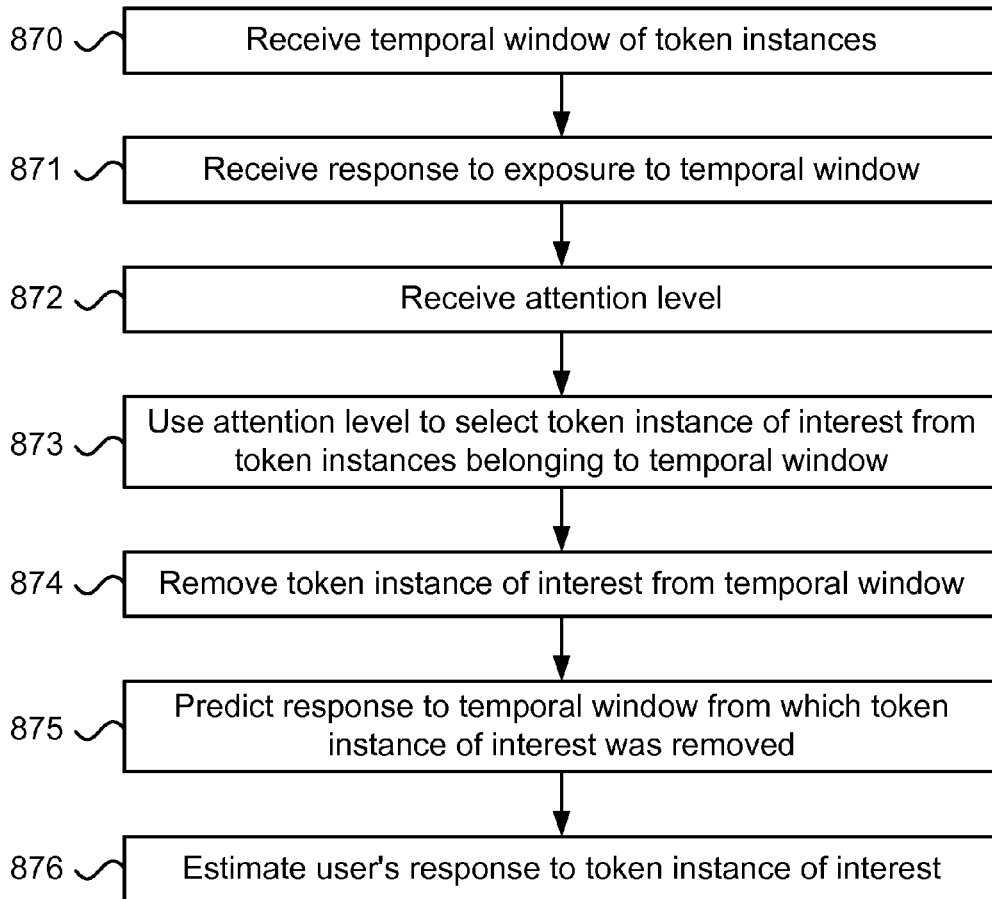 870 Receive temporal window of token instances
871 Receive response to exposure to temporal window
872 Receive attention level
873 Use attention level to select token instance of interest from
token instances belonging to temporal window
874 Remove token instance of interest from temporal window
875 Predict response to temporal window from which token
instance of interest was removed
876 Estimate user's response to token instance of interest